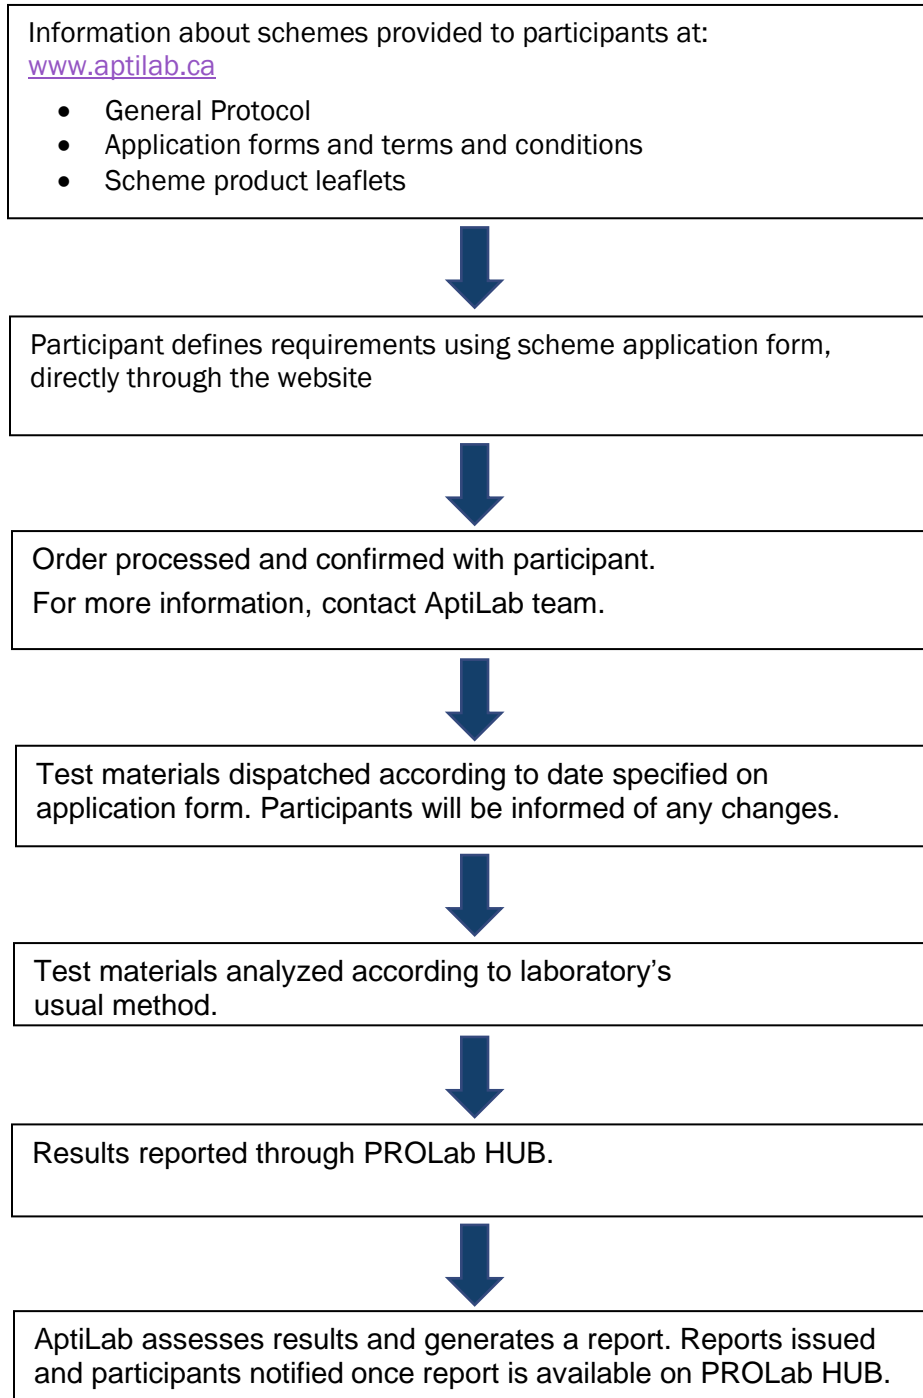 Information about schemes provided to participants at:
www.aptilab.ca
• General Protocol
• Application forms and terms and conditions
• Scheme product leaflets
Participant defines requirements using scheme application form,
directly through the website
Order processed and confirmed with participant.
For more information, contact AptiLab team.
Test materials dispatched according to date specified on
application form. Participants will be informed of any changes.
Test materials analyzed according to laboratory’s
usual method.
Results reported through PROLab HUB.
AptiLab assesses results and generates a report. Reports issued
and participants notified once report is available on PROLab HUB.